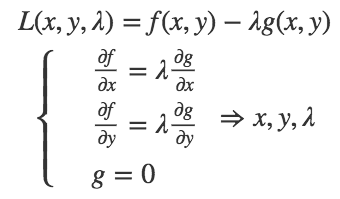 L(x, y, λ) = f(x, y) − λg(x, y)
{ ∂f/∂x = λ ∂g/∂x
∂f/∂y = λ ∂g/∂y ⇒ x, y, λ
g = 0